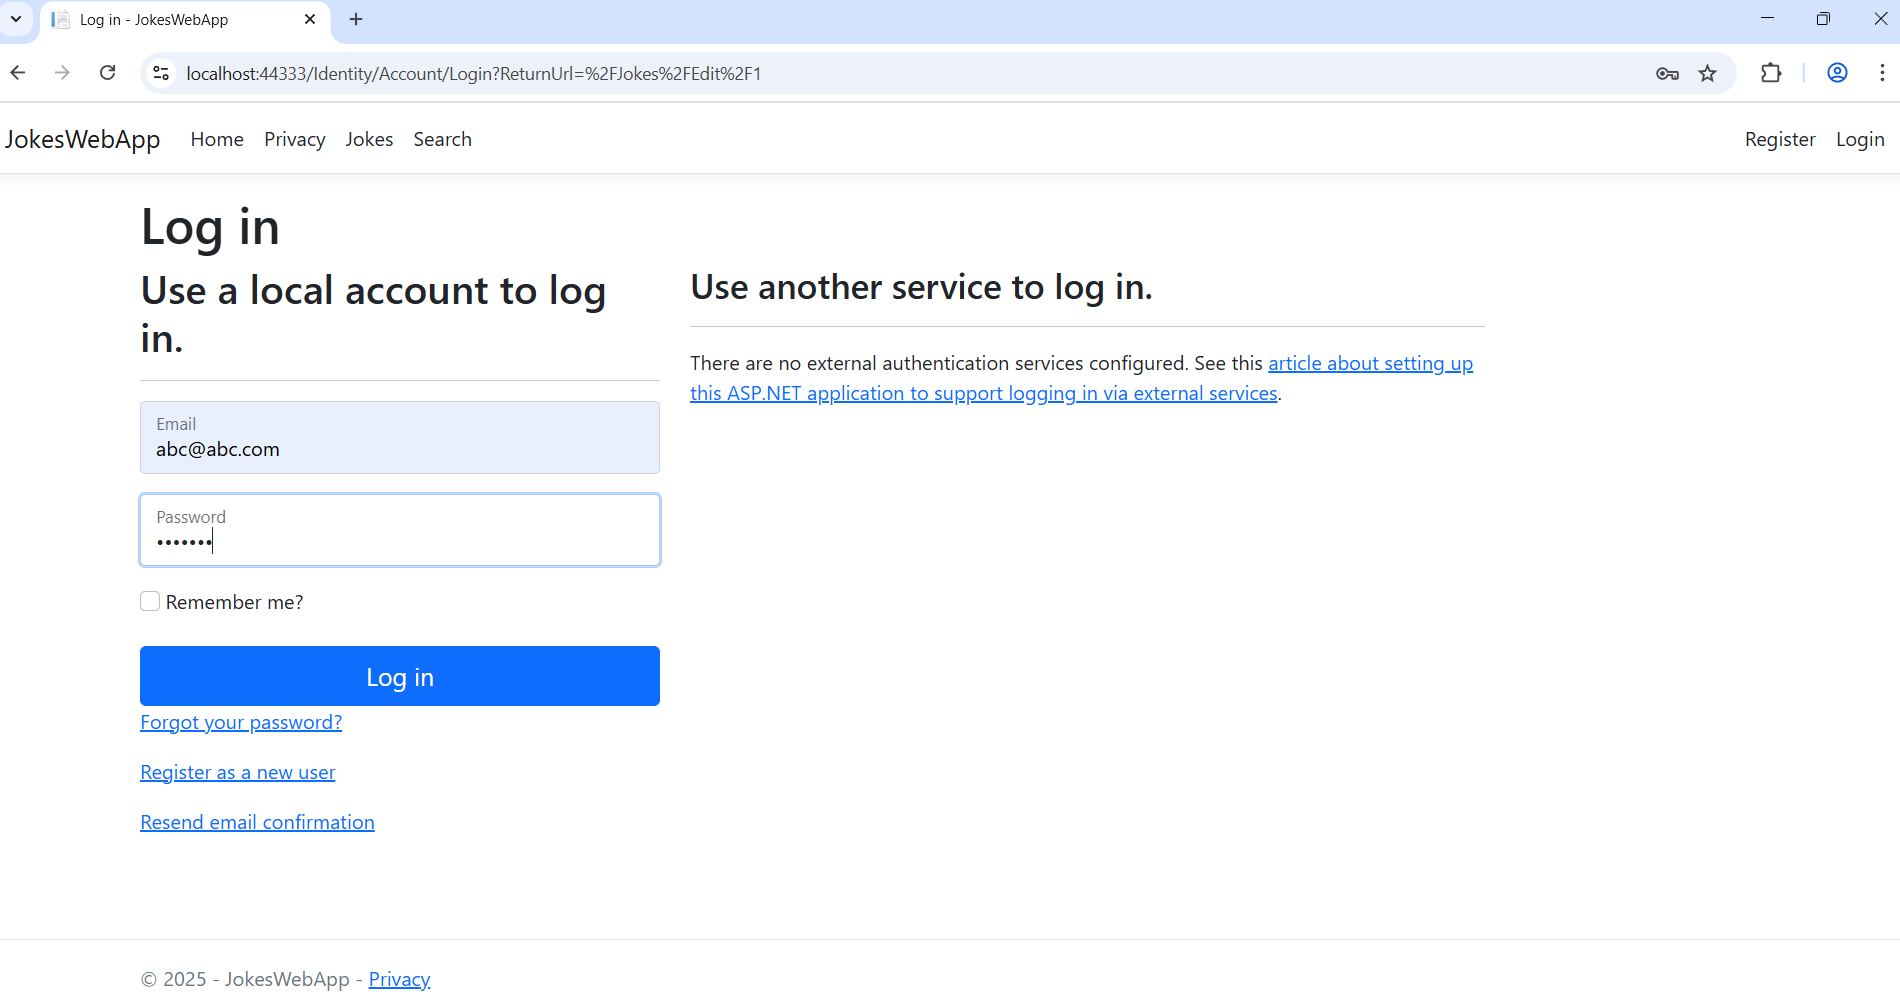 Log in - JokesWebApp
localhost:44333/Identity/Account/Login?ReturnUrl=%2FJokes%2FEdit%2F1
JokesWebApp Home Privacy Jokes Search Register Login
Log in
Use a local account to log
in.
Email
abc@abc.com
Password
•••••••
Remember me?
Log in
Forgot your password?
Register as a new user
Resend email confirmation
Use another service to log in.
There are no external authentication services configured. See this article about setting up
this ASP.NET application to support logging in via external services.
© 2025 - JokesWebApp - Privacy